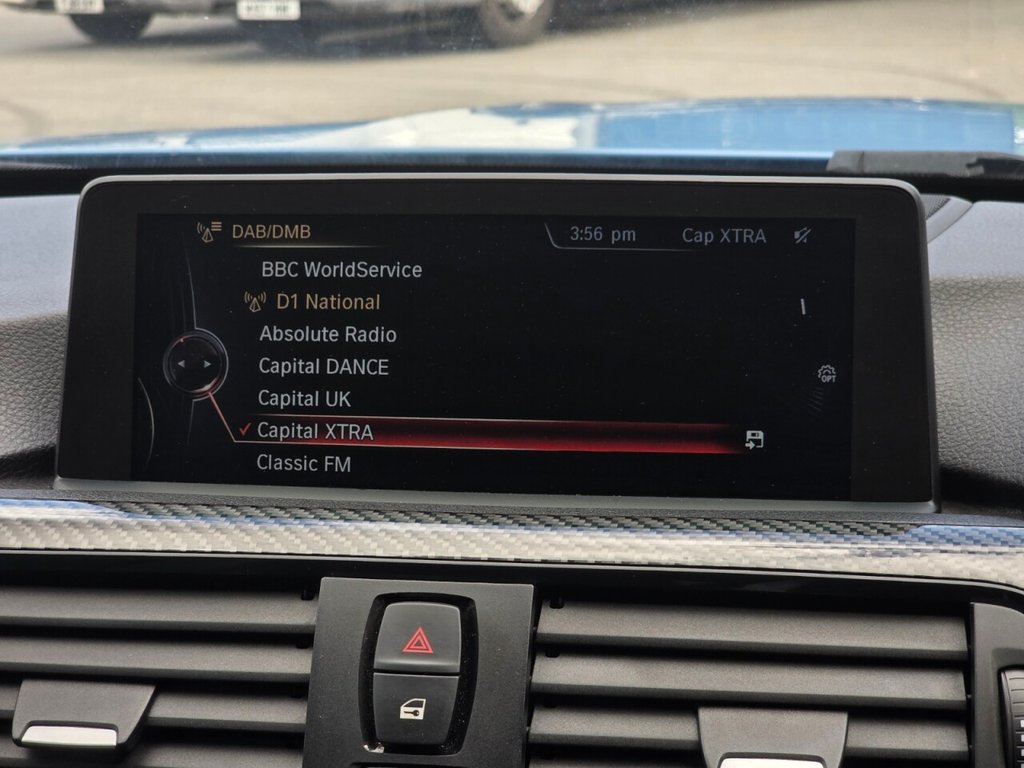 DAB/DMB
3:56 pm
Cap XTRA
BBC WorldService
D1 National
Absolute Radio
Capital DANCE
Capital UK
Capital XTRA
Classic FM
OPT